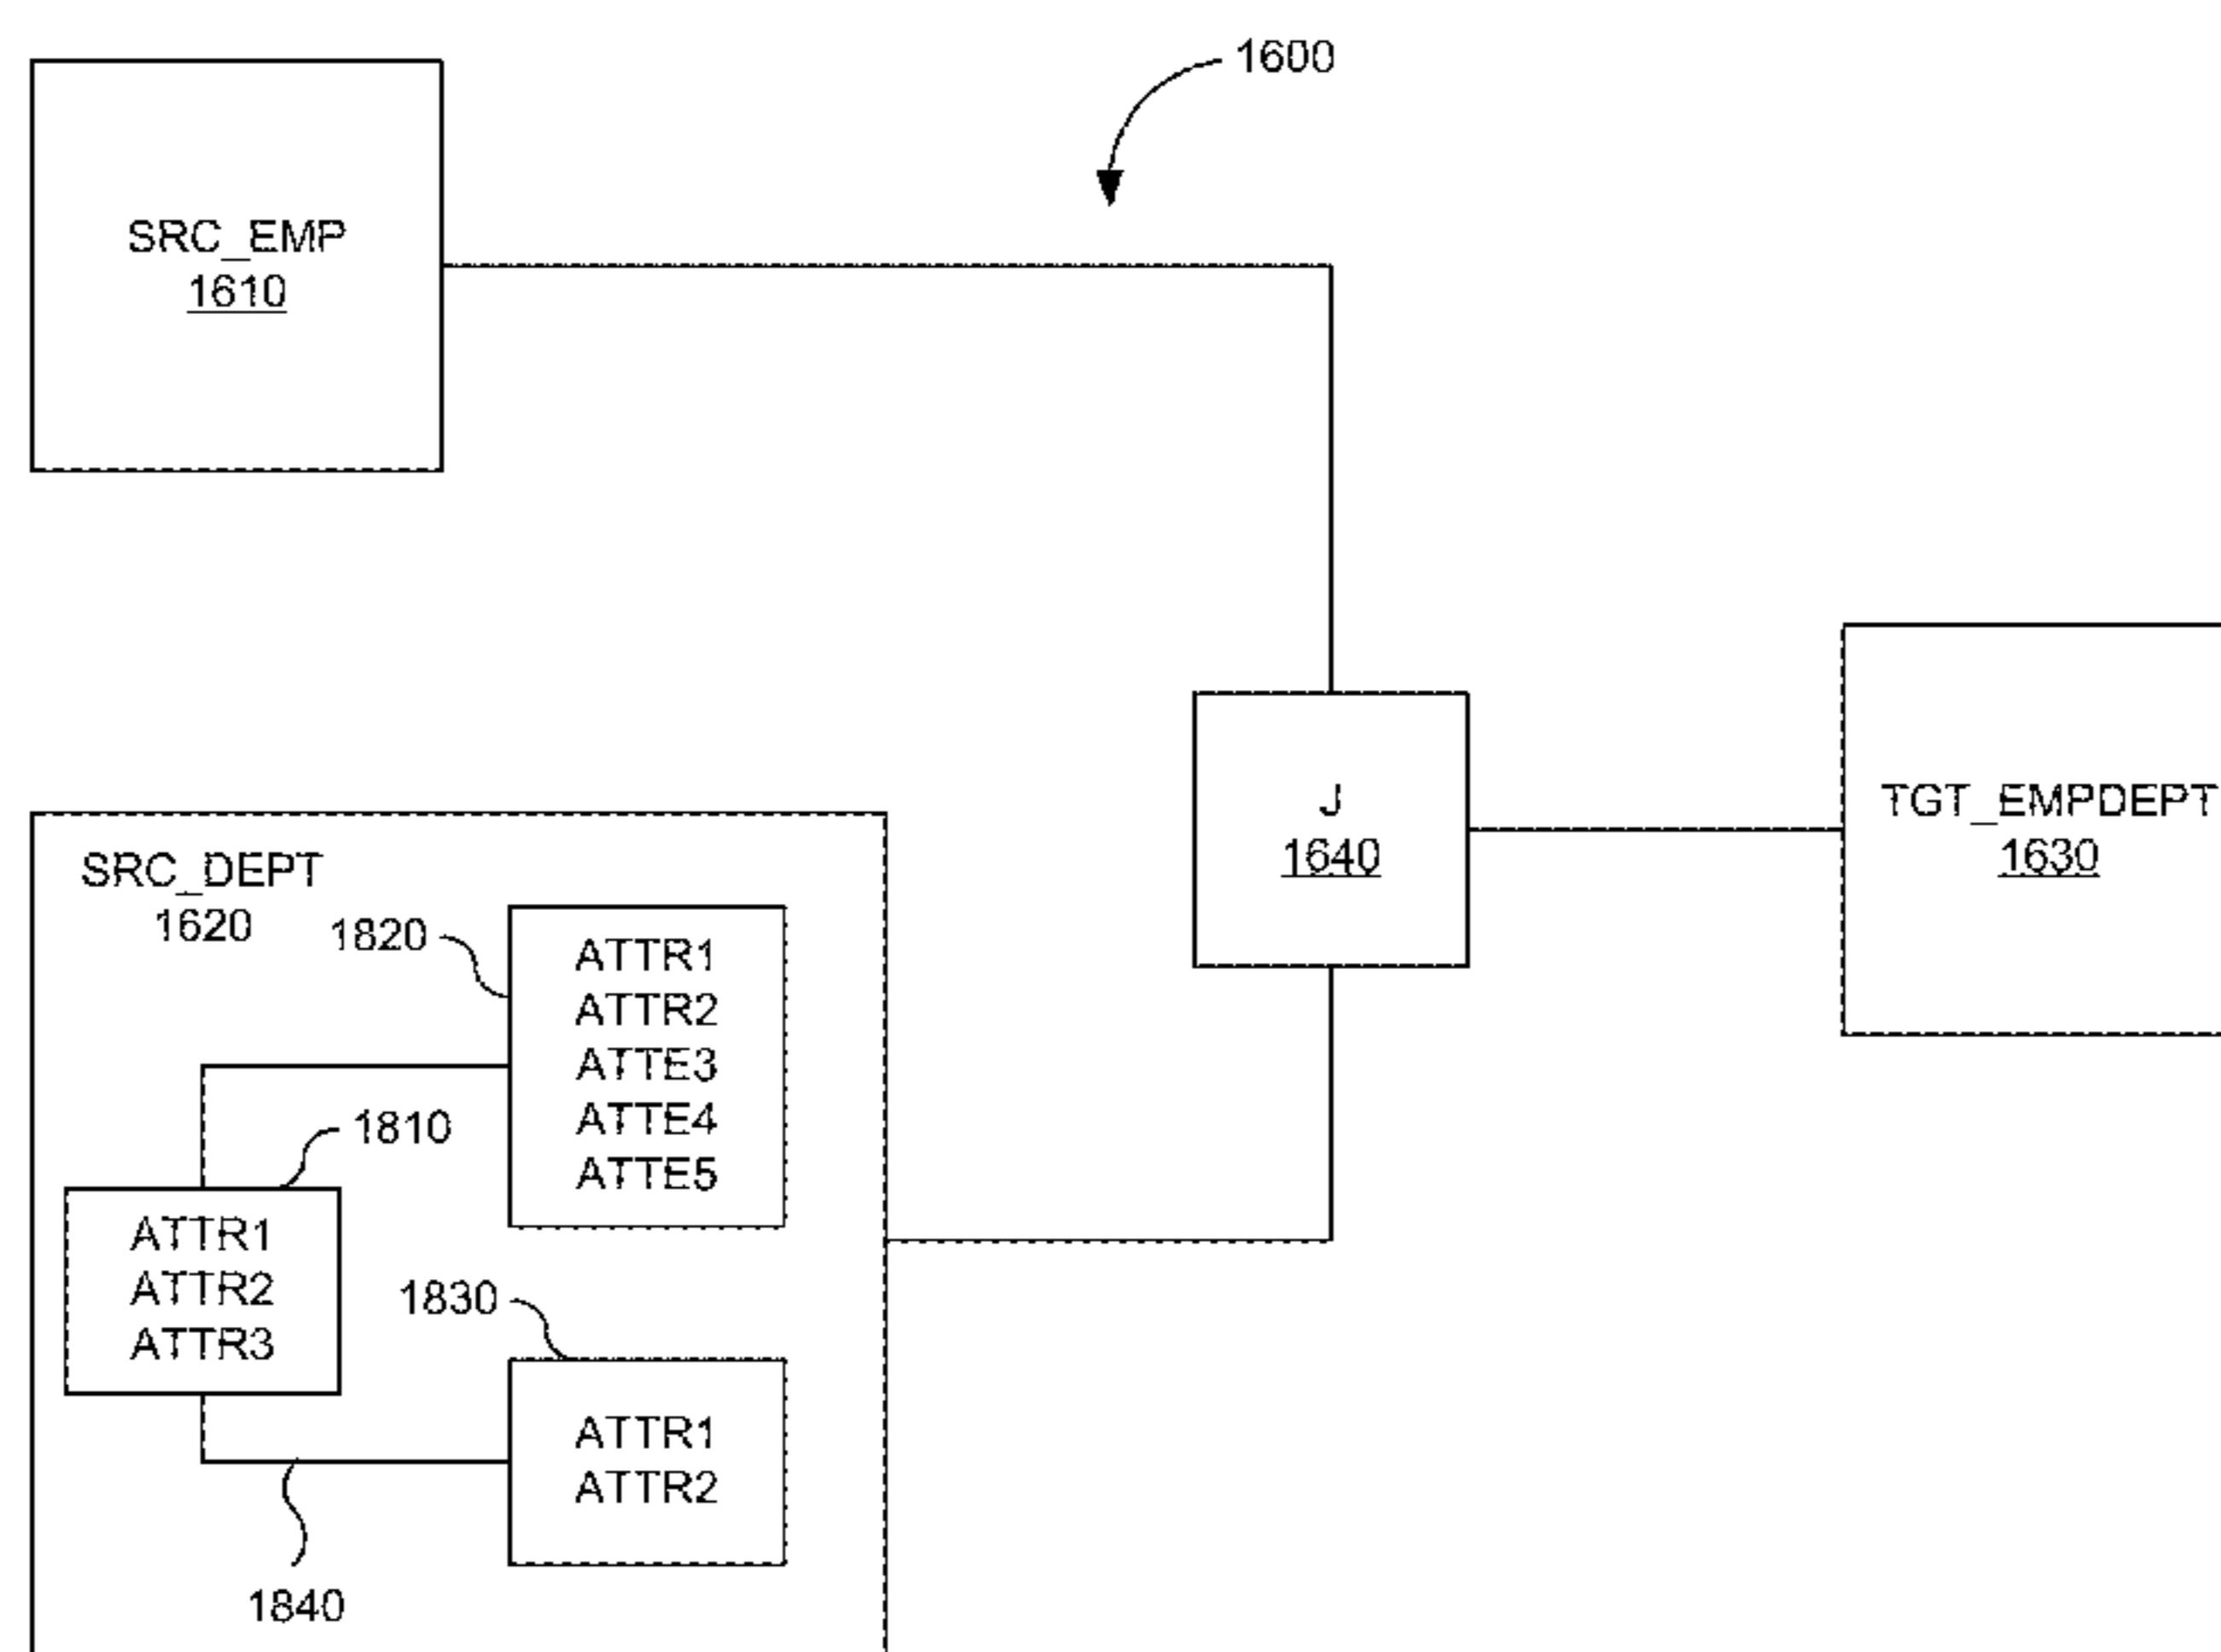 1600
SRC_EMP
1610
J
1640
TGT_EMPDEPT
1630
SRC_DEPT
1620
1820
ATTR1
ATTR2
ATTE3
ATTE4
ATTE5
1810
ATTR1
ATTR2
ATTR3
1830
ATTR1
ATTR2
1840